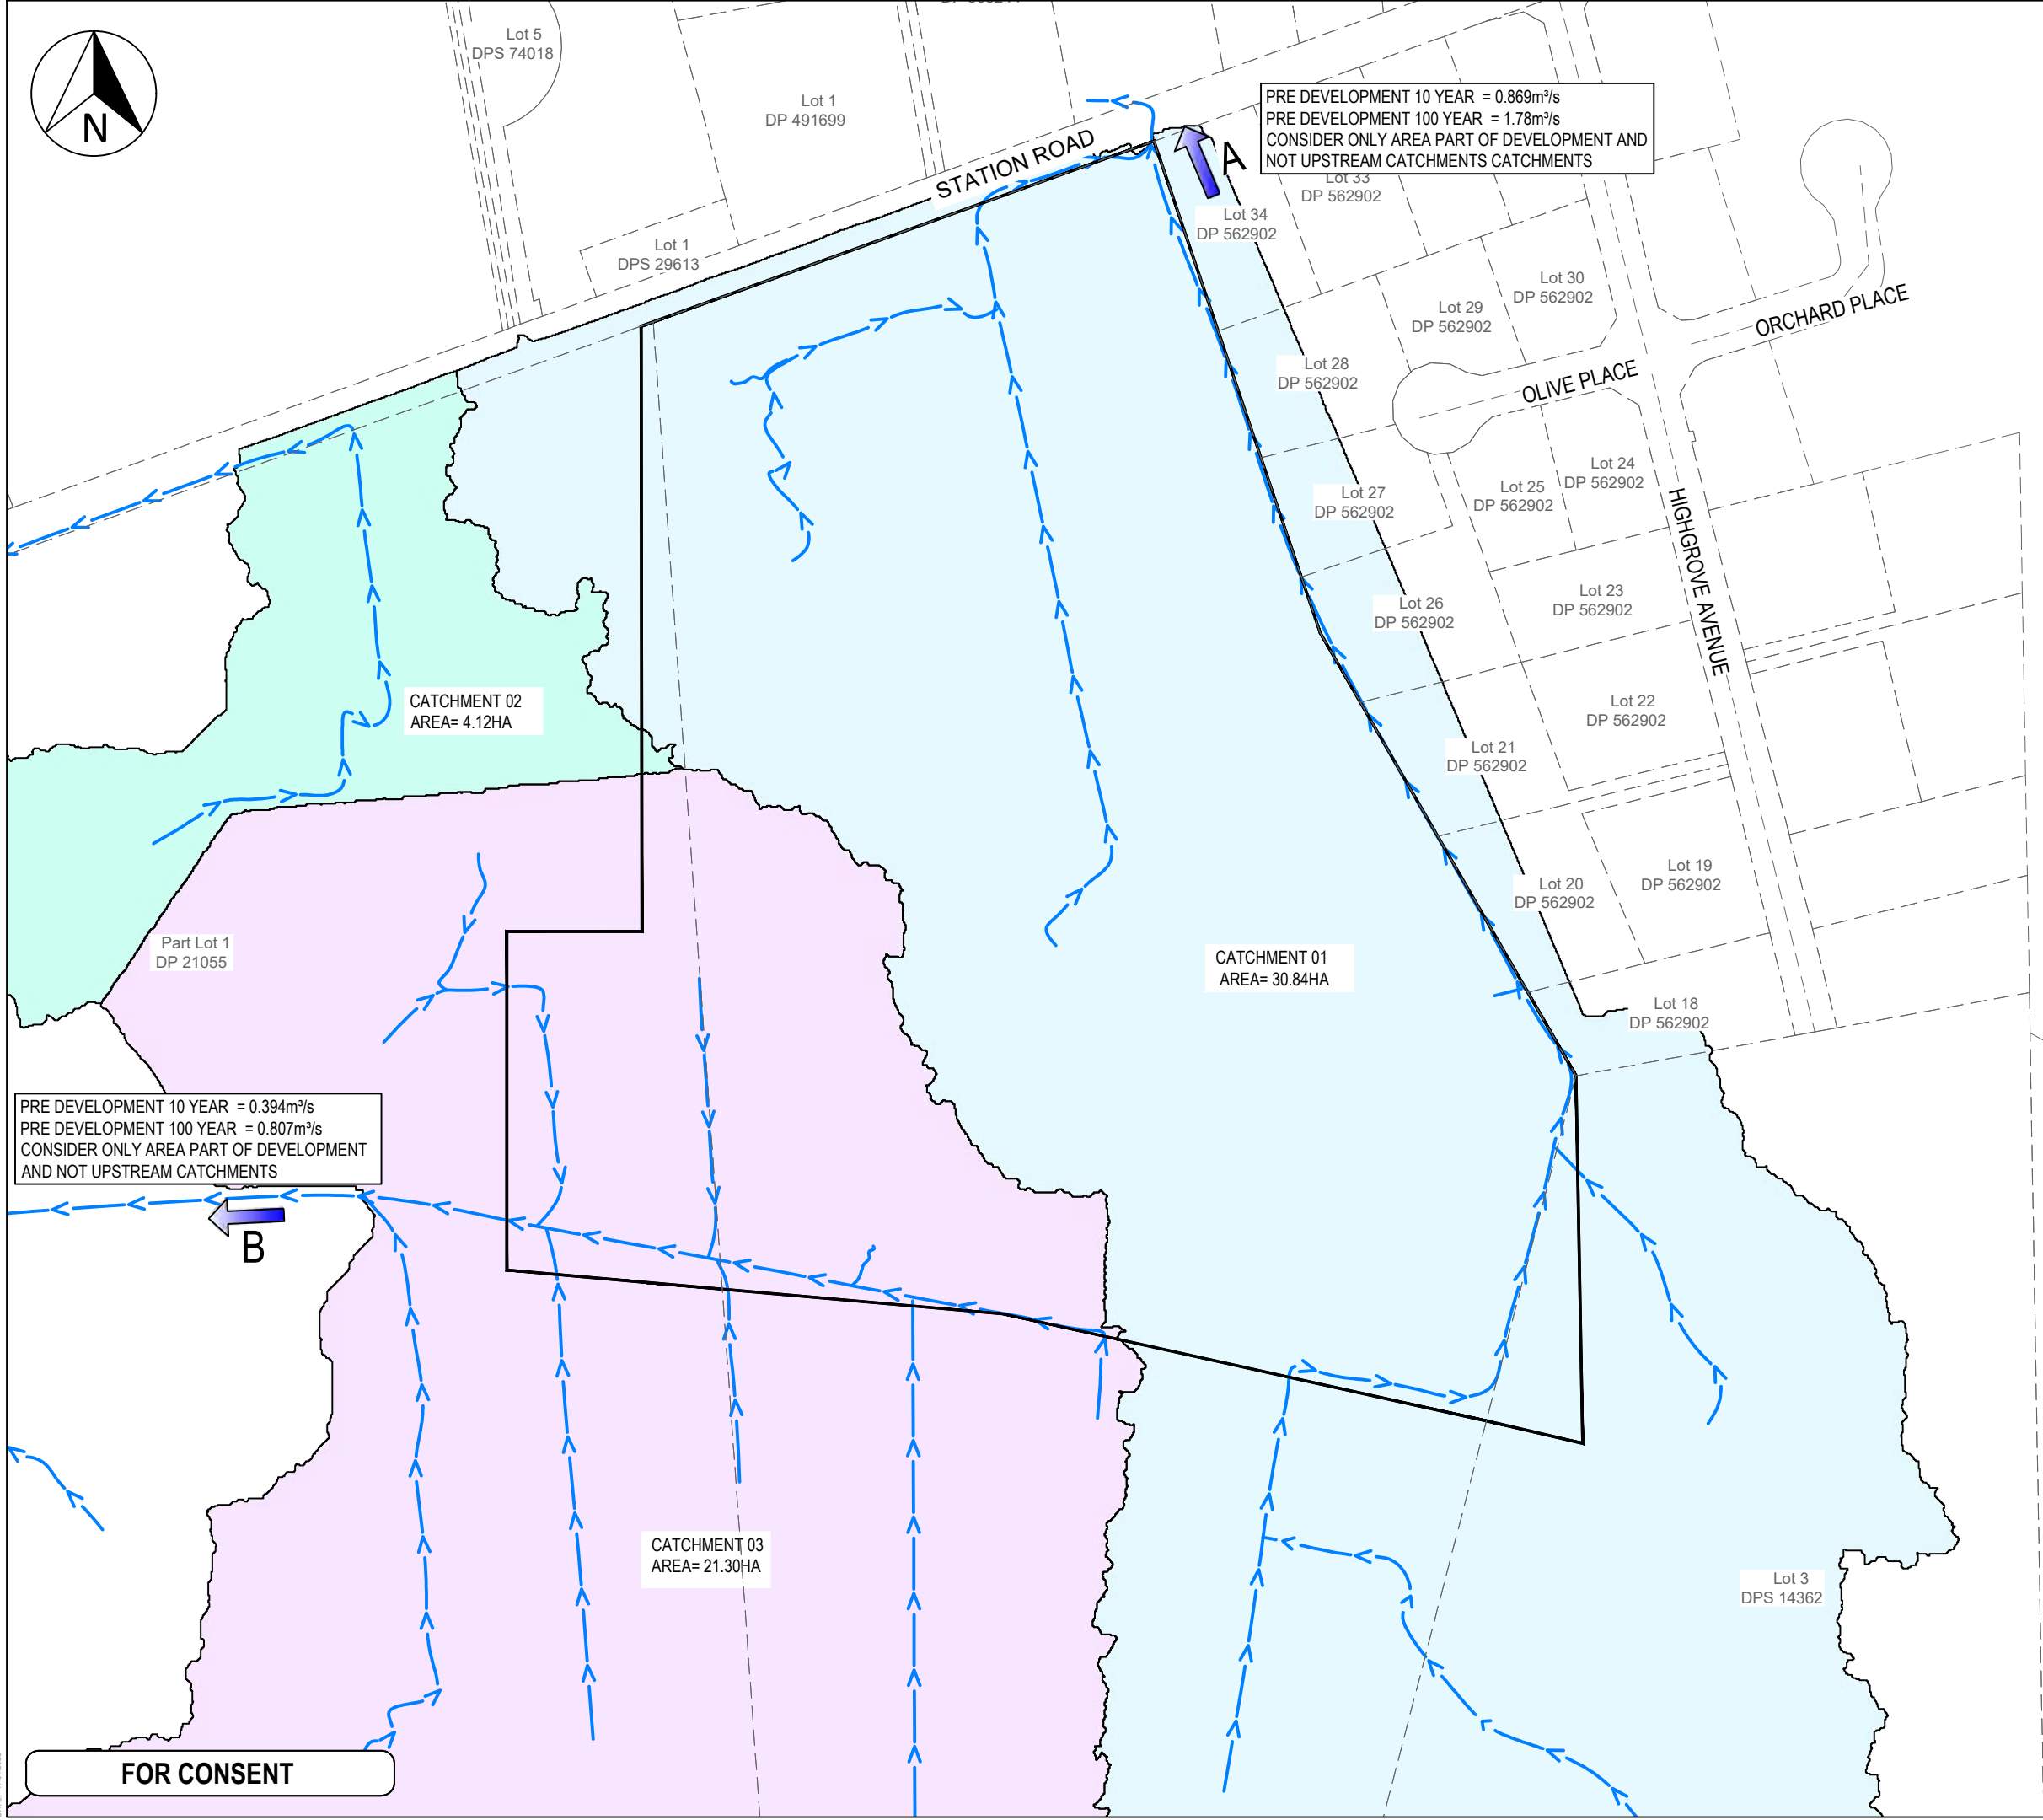 Lot 5
DPS 74018
N
Lot 1
DP 491699
STATION ROAD
PRE DEVELOPMENT 10 YEAR = 0.869m³/s
PRE DEVELOPMENT 100 YEAR = 1.78m³/s
CONSIDER ONLY AREA PART OF DEVELOPMENT AND
NOT UPSTREAM CATCHMENTS CATCHMENTS
A
Lot 33
DP 562902
Lot 34
DP 562902
Lot 1
DPS 29613
Lot 30
DP 562902
Lot 29
DP 562902
ORCHARD PLACE
Lot 28
DP 562902
OLIVE PLACE
Lot 24
DP 562902
Lot 25
DP 562902
Lot 27
DP 562902
HIGHGROVE AVENUE
Lot 26
DP 562902
Lot 23
DP 562902
CATCHMENT 02
AREA= 4.12HA
Lot 22
DP 562902
Lot 21
DP 562902
Lot 19
DP 562902
Lot 20
DP 562902
Part Lot 1
DP 21055
CATCHMENT 01
AREA= 30.84HA
Lot 18
DP 562902
PRE DEVELOPMENT 10 YEAR = 0.394m³/s
PRE DEVELOPMENT 100 YEAR = 0.807m³/s
CONSIDER ONLY AREA PART OF DEVELOPMENT
AND NOT UPSTREAM CATCHMENTS
B
CATCHMENT 03
AREA= 21.30HA
Lot 3
DPS 14362
FOR CONSENT